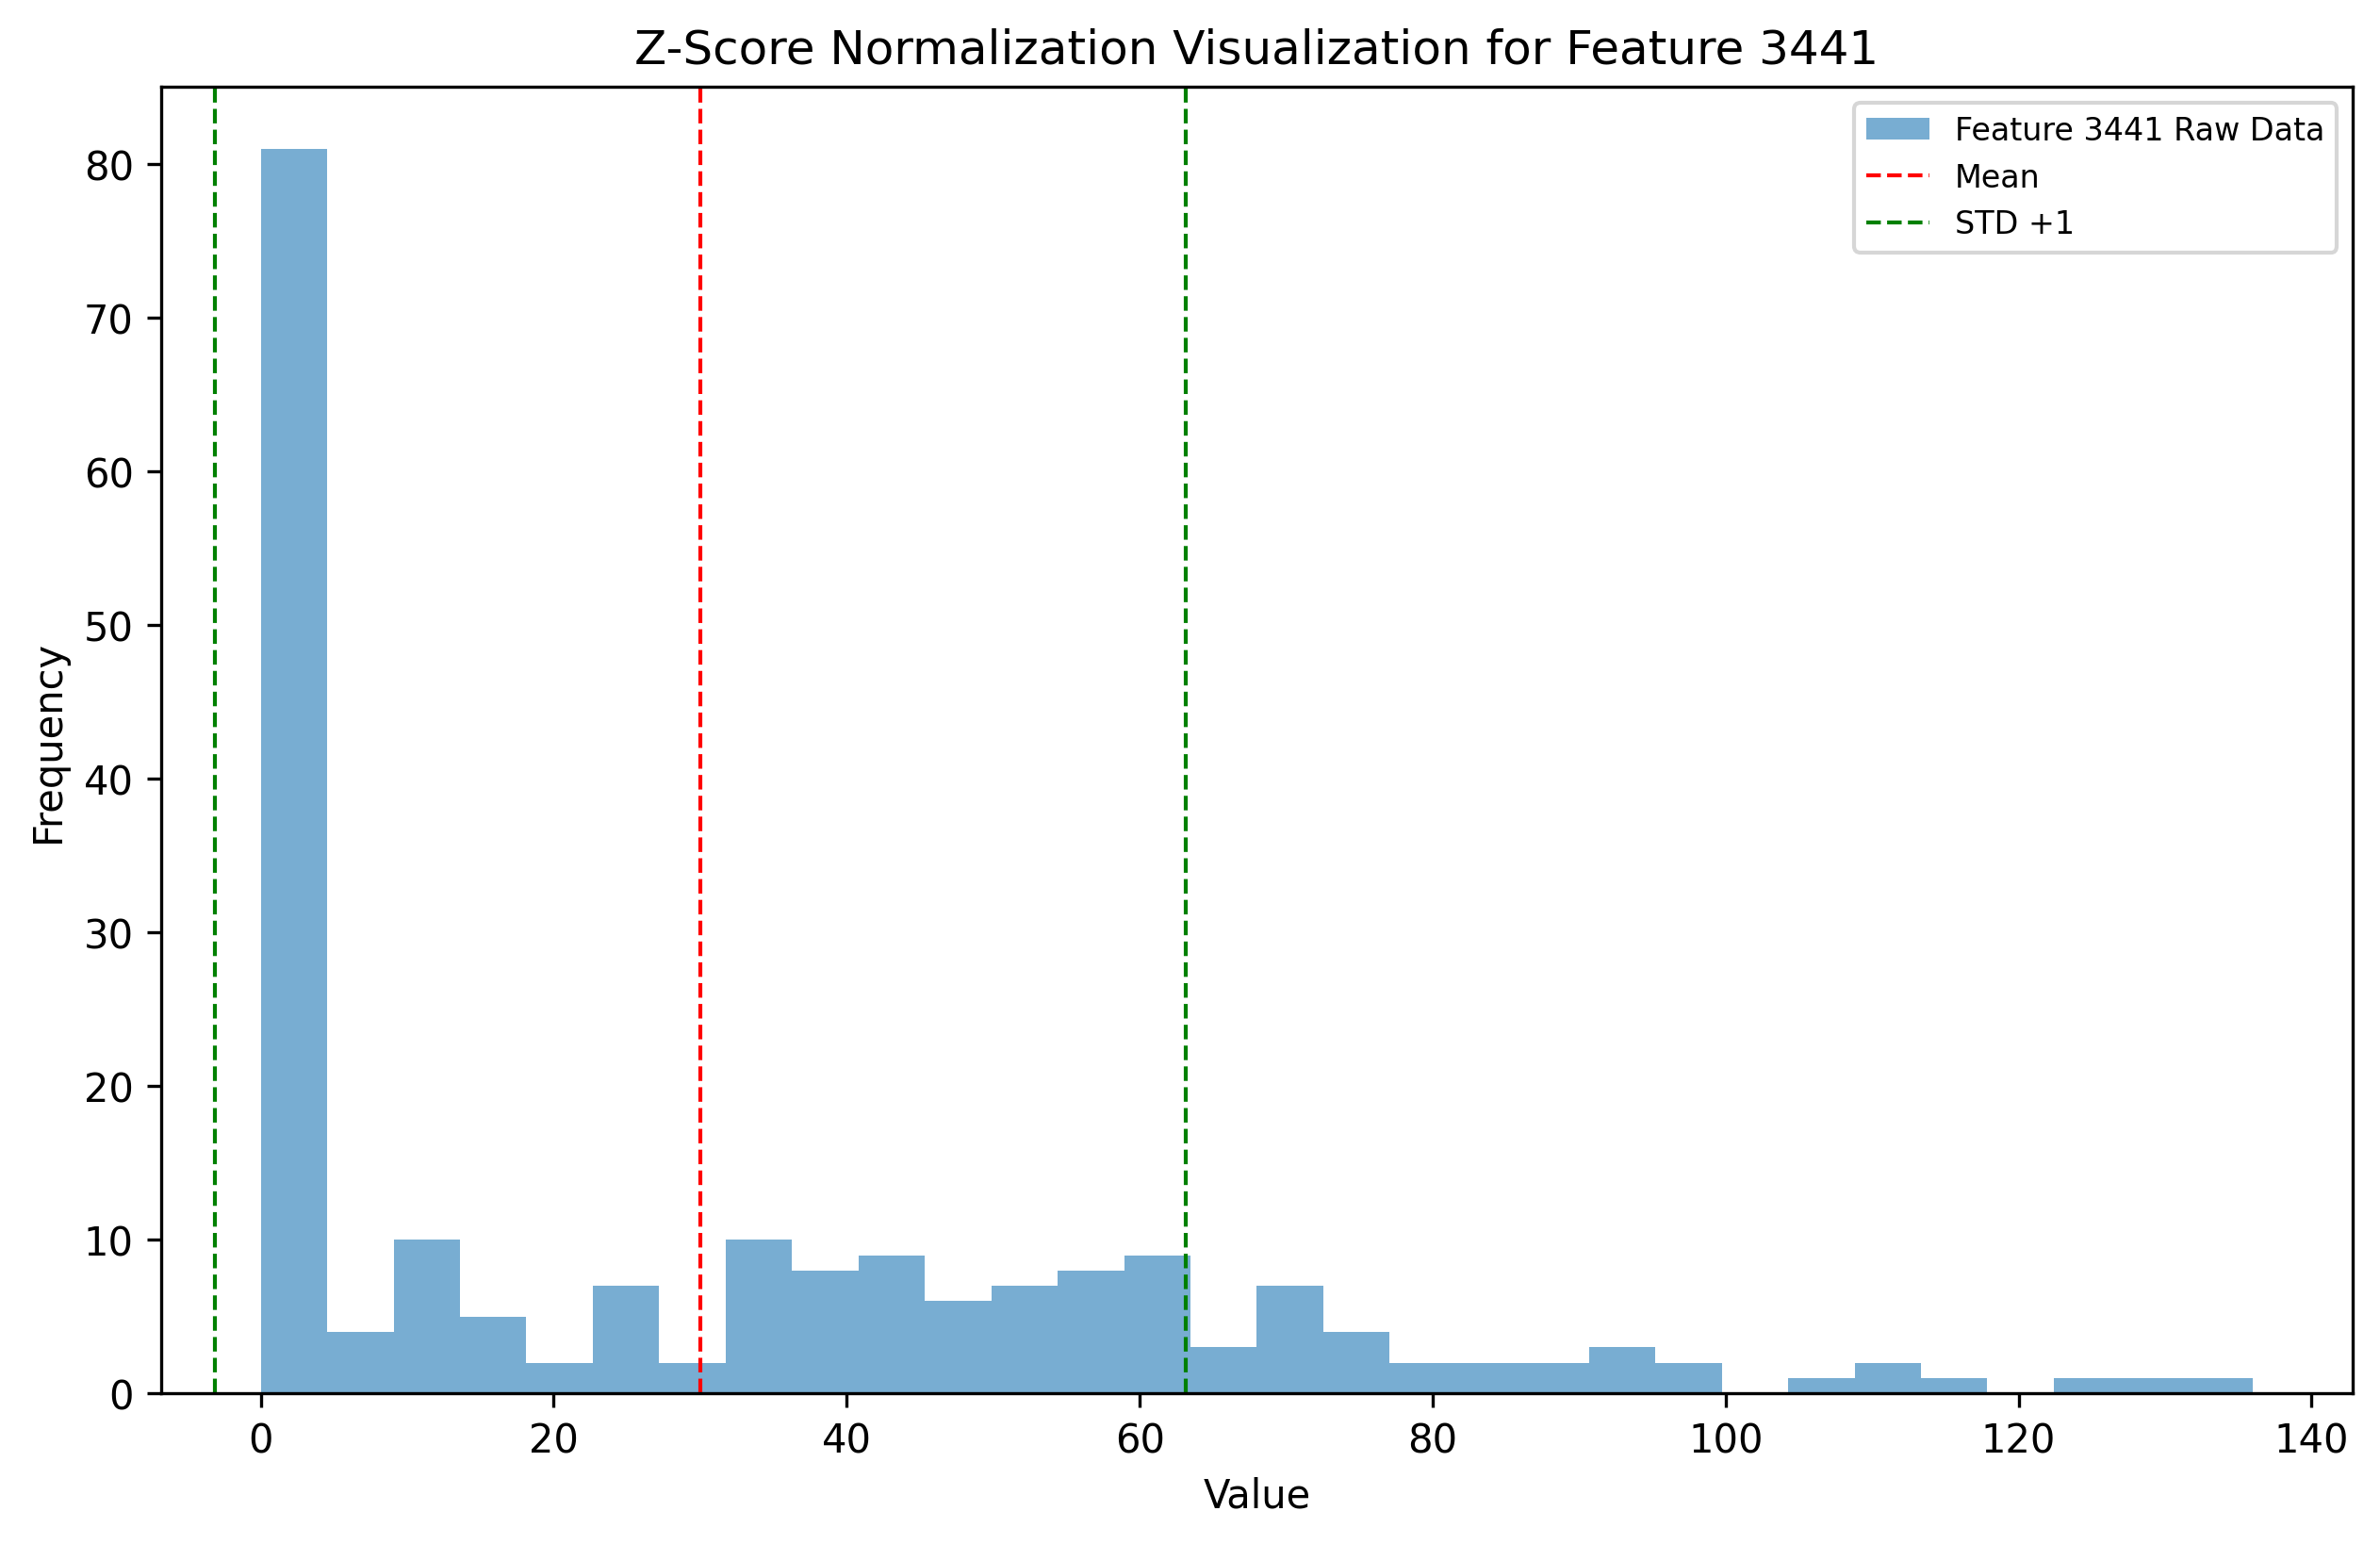 Z-Score Normalization Visualization for Feature 3441
Feature 3441 Raw Data
Mean
STD +1
Frequency
80
70
60
50
40
30
20
10
0
0 20 40 60 80 100 120 140
Value